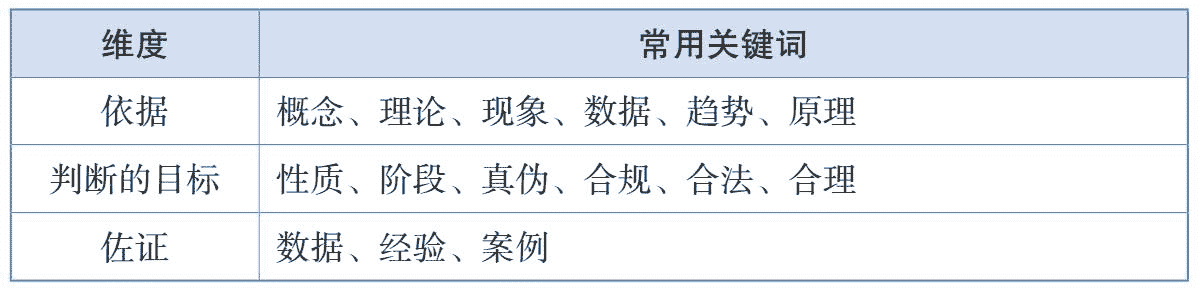 维度 常用关键词
依据 概念、理论、现象、数据、趋势、原理
判断的目标 性质、阶段、真伪、合规、合法、合理
佐证 数据、经验、案例